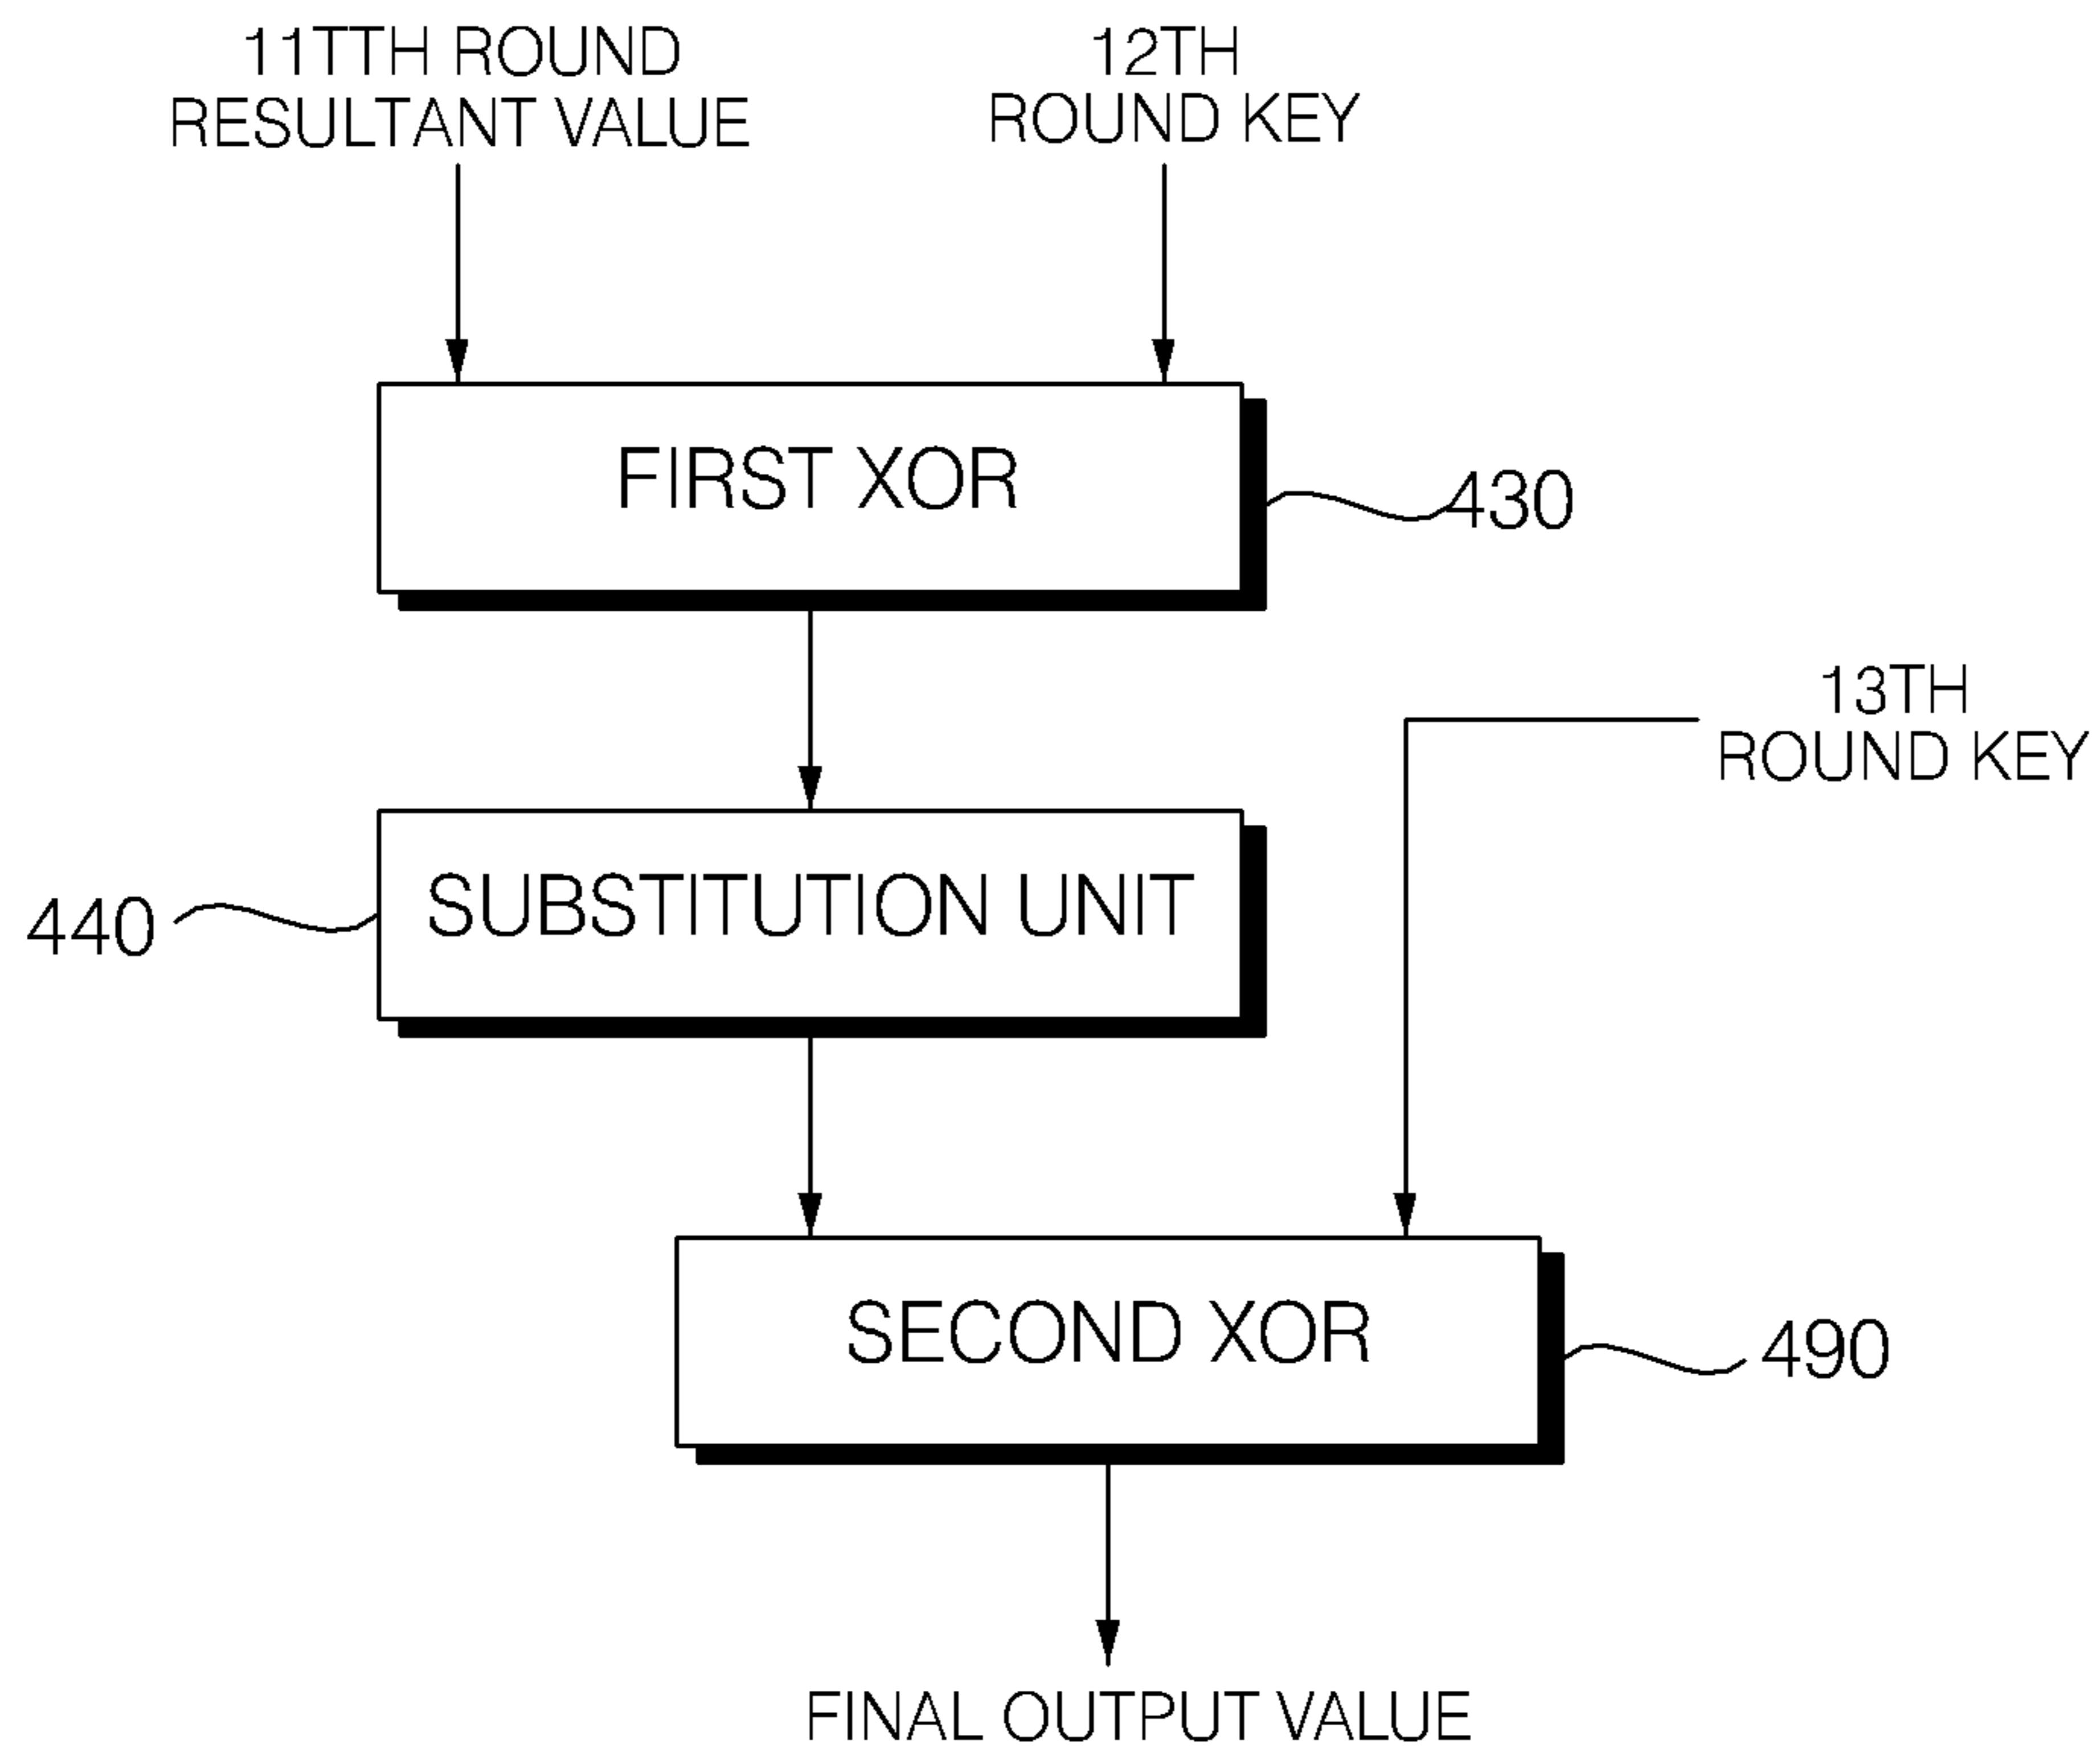 11TTH ROUND
RESULTANT VALUE
12TH
ROUND KEY
FIRST XOR
430
13TH
ROUND KEY
SUBSTITUTION UNIT
440
SECOND XOR
490
FINAL OUTPUT VALUE